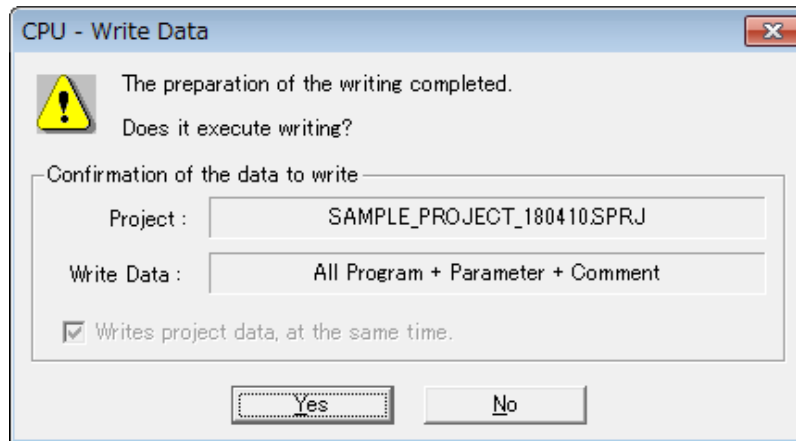 CPU - Write Data
The preparation of the writing completed.
Does it execute writing?
Confirmation of the data to write
Project :
SAMPLE_PROJECT_180410.SPRJ
Write Data :
All Program + Parameter + Comment
Writes project data, at the same time.
Yes
No